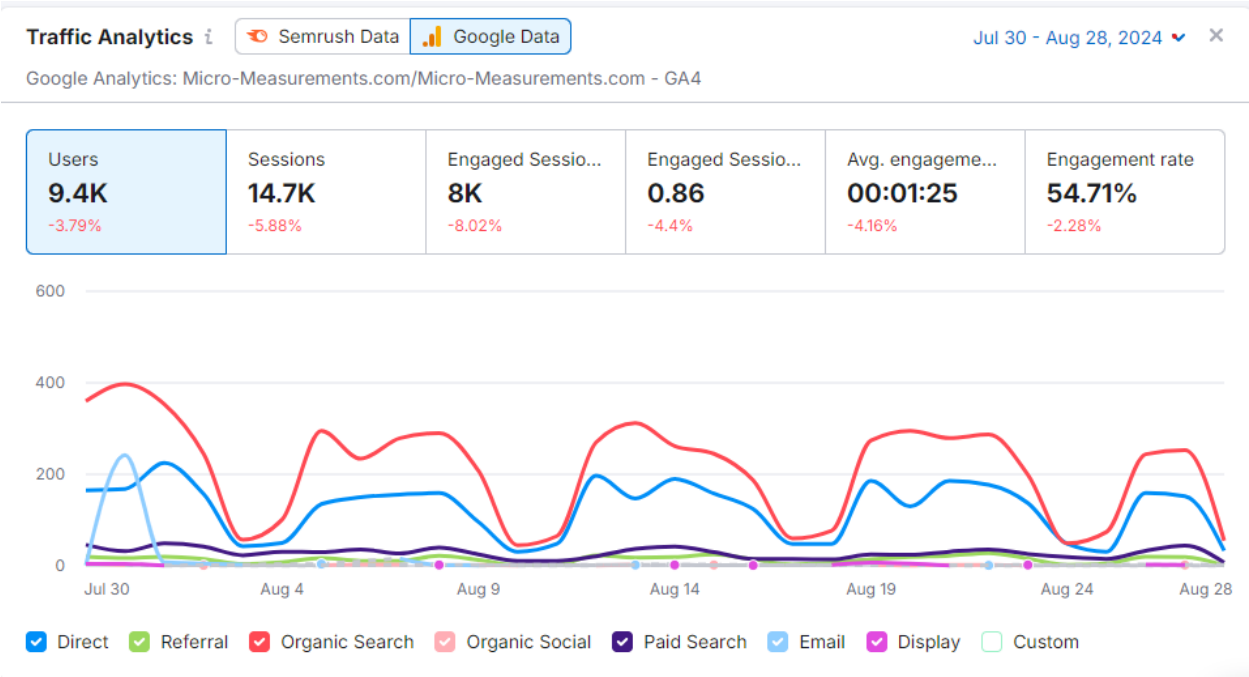 Traffic Analytics i Semrush Data Google Data Jul 30 - Aug 28, 2024
Google Analytics: Micro-Measurements.com/Micro-Measurements.com - GA4
Users Sessions Engaged Sessio... Engaged Sessio... Avg. engageme... Engagement rate
9.4K 14.7K 8K 0.86 00:01:25 54.71%
-3.79% -5.88% -8.02% -4.4% -4.16% -2.28%
600
400
200
0
Jul 30 Aug 4 Aug 9 Aug 14 Aug 19 Aug 24 Aug 28
Direct Referral Organic Search Organic Social Paid Search Email Display Custom